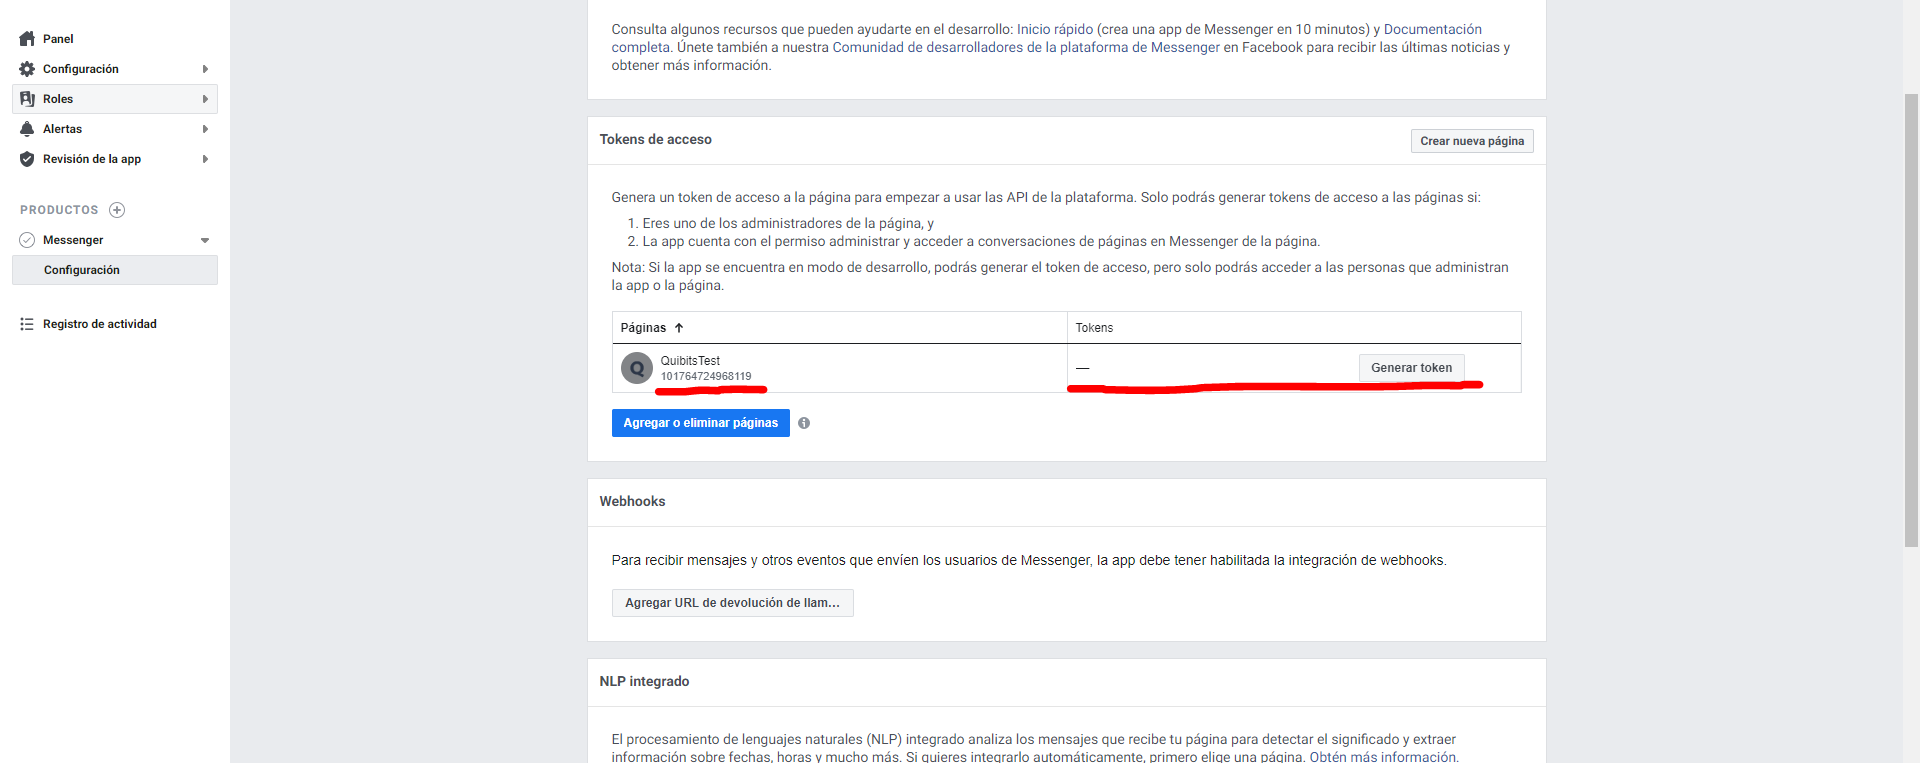 Panel
Configuración
Roles
Alertas
Revisión de la app
PRODUCTOS
Messenger
Configuración
Registro de actividad
Consulta algunos recursos que pueden ayudarte en el desarrollo: Inicio rápido (crea una app de Messenger en 10 minutos) y Documentación
completa. Únete también a nuestra Comunidad de desarrolladores de la plataforma de Messenger en Facebook para recibir las últimas noticias y
obtener más información.
Tokens de acceso
Crear nueva página
Genera un token de acceso a la página para empezar a usar las API de la plataforma. Solo podrás generar tokens de acceso a las páginas si:
1. Eres uno de los administradores de la página, y
2. La app cuenta con el permiso administrar y acceder a conversaciones de páginas en Messenger de la página.
Nota: Si la app se encuentra en modo de desarrollo, podrás generar el token de acceso, pero solo podrás acceder a las personas que administran
la app o la página.
Páginas ↑ Tokens
Q QuibitsTest
101764724968119
— Generar token
Agregar o eliminar páginas
Webhooks
Para recibir mensajes y otros eventos que envíen los usuarios de Messenger, la app debe tener habilitada la integración de webhooks.
Agregar URL de devolución de llam...
NLP integrado
El procesamiento de lenguajes naturales (NLP) integrado analiza los mensajes que recibe tu página para detectar el significado y extraer
información sobre fechas, horas y mucho más. Si quieres integrarlo automáticamente, primero elige una página. Obtén más información.